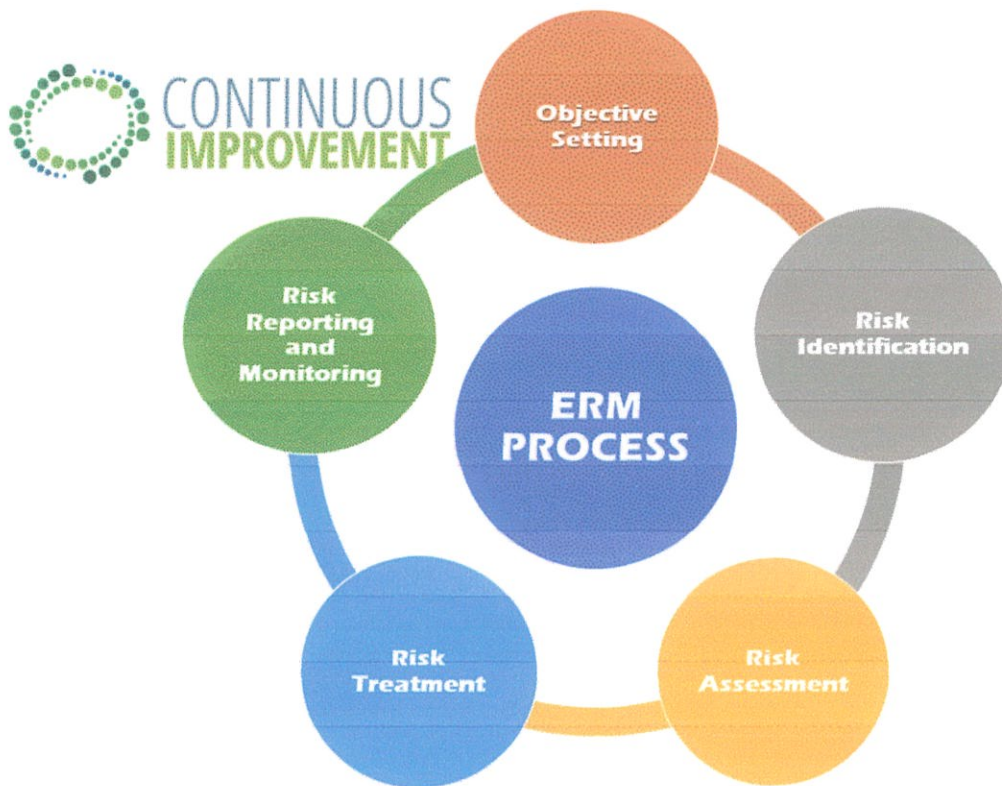 CONTINUOUS
IMPROVEMENT
Objective
Setting
Risk
Identification
Risk
Assessment
Risk
Treatment
Risk
Reporting
and
Monitoring
ERM
PROCESS